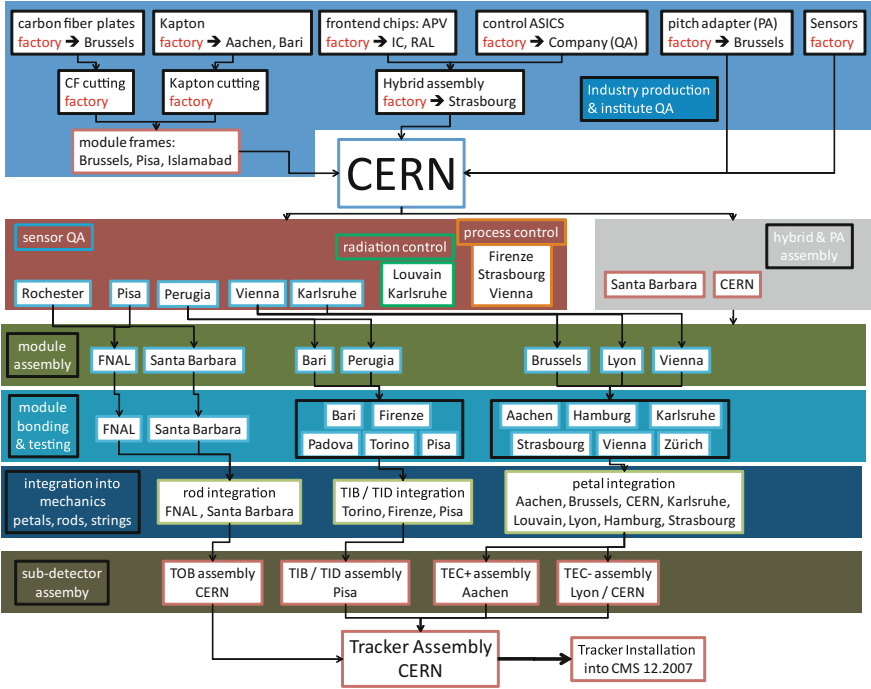 carbon fiber plates
factory ➔ Brussels
Kapton
factory ➔ Aachen, Bari
frontend chips: APV
factory ➔ IC, RAL
control ASICS
factory ➔ Company (QA)
pitch adapter (PA)
factory ➔ Brussels
Sensors
factory
CF cutting
factory
Kapton cutting
factory
Hybrid assembly
factory ➔ Strasbourg
Industry production
& institute QA
module frames:
Brussels, Pisa, Islamabad
CERN
sensor QA
radiation control
process control
hybrid & PA
assembly
Louvain
Karlsruhe
Firenze
Strasbourg
Vienna
Santa Barbara
CERN
Rochester
Pisa
Perugia
Vienna
Karlsruhe
module
assembly
FNAL
Santa Barbara
Bari
Perugia
Brussels
Lyon
Vienna
module
bonding
& testing
FNAL
Santa Barbara
Bari
Firenze
Padova
Torino
Pisa
Aachen
Hamburg
Karlsruhe
Strasbourg
Vienna
Zürich
integration into
mechanics
petals, rods, strings
rod integration
FNAL, Santa Barbara
TIB / TID integration
Torino, Firenze, Pisa
petal integration
Aachen, Brussels, CERN, Karlsruhe,
Louvain, Lyon, Hamburg, Strasbourg
sub-detector
assemby
TOB assembly
CERN
TIB / TID assembly
Pisa
TEC+ assembly
Aachen
TEC- assembly
Lyon / CERN
Tracker Assembly
CERN
Tracker Installation
into CMS 12.2007